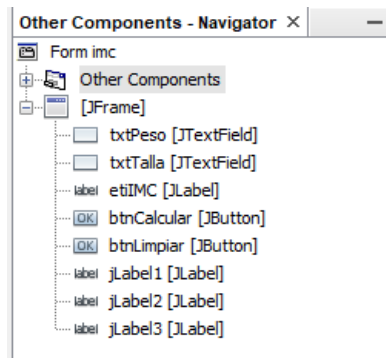 Other Components - Navigator ×
Form imc
Other Components
[JFrame]
txtPeso [JTextField]
txtTalla [JTextField]
label etiIMC [JLabel]
OK btnCalcular [JButton]
OK btnLimpiar [JButton]
label jLabel1 [JLabel]
label jLabel2 [JLabel]
label jLabel3 [JLabel]